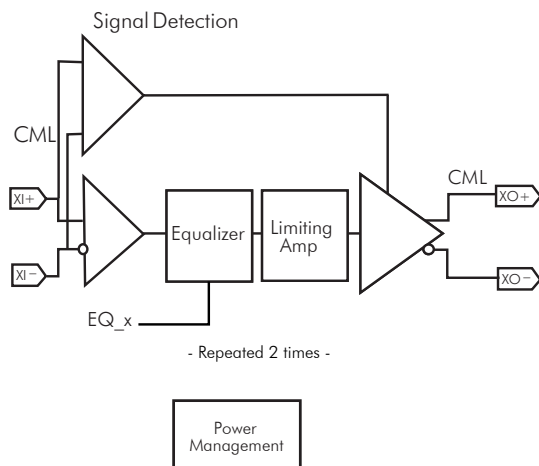 Signal Detection
CML
XI+
XI−
Equalizer
Limiting
Amp
CML
XO+
XO−
EQ_x
- Repeated 2 times -
Power
Management